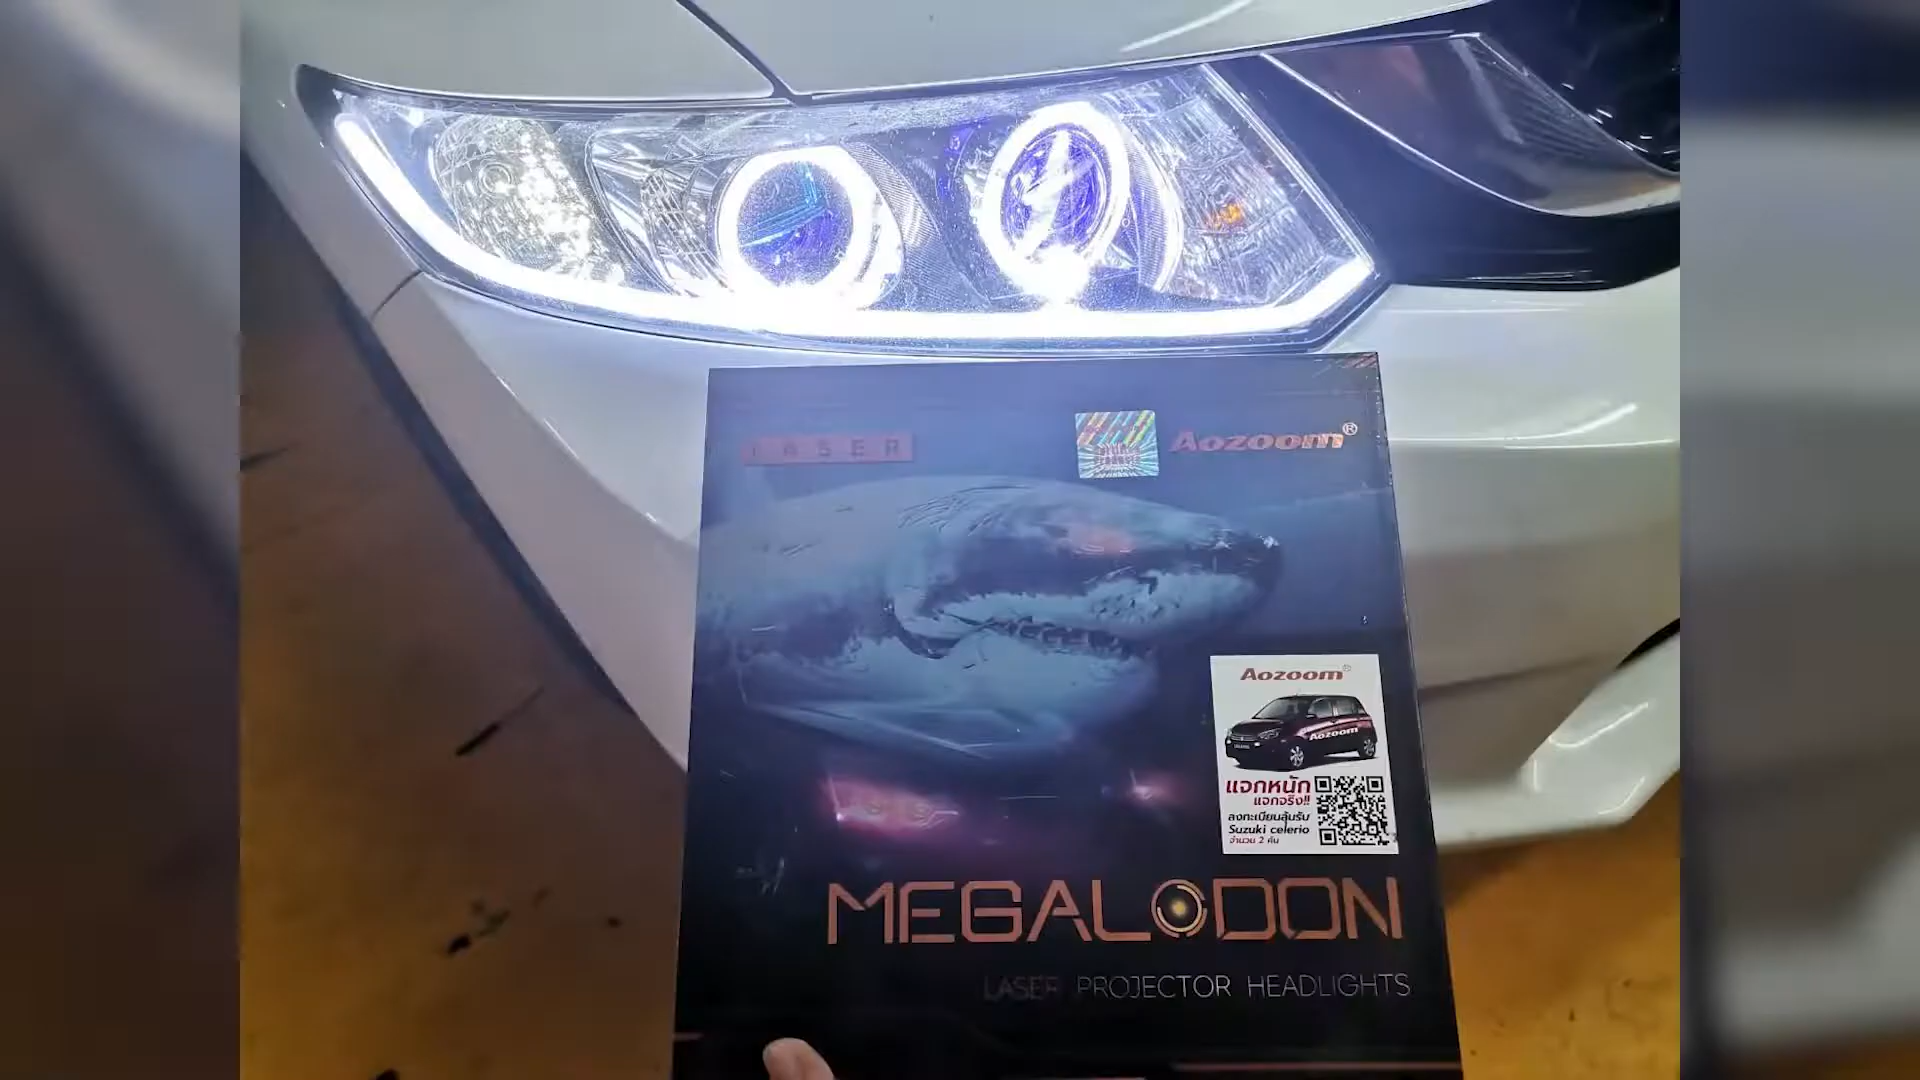 LASER
Aozoom®
Aozoom®
Aozoom
แจกหนัก
แจกจริง!!
ลงทะเบียนลุ้นรับ
Suzuki celerio
จำนวน 2 คัน
MEGALODON
LASER PROJECTOR HEADLIGHTS